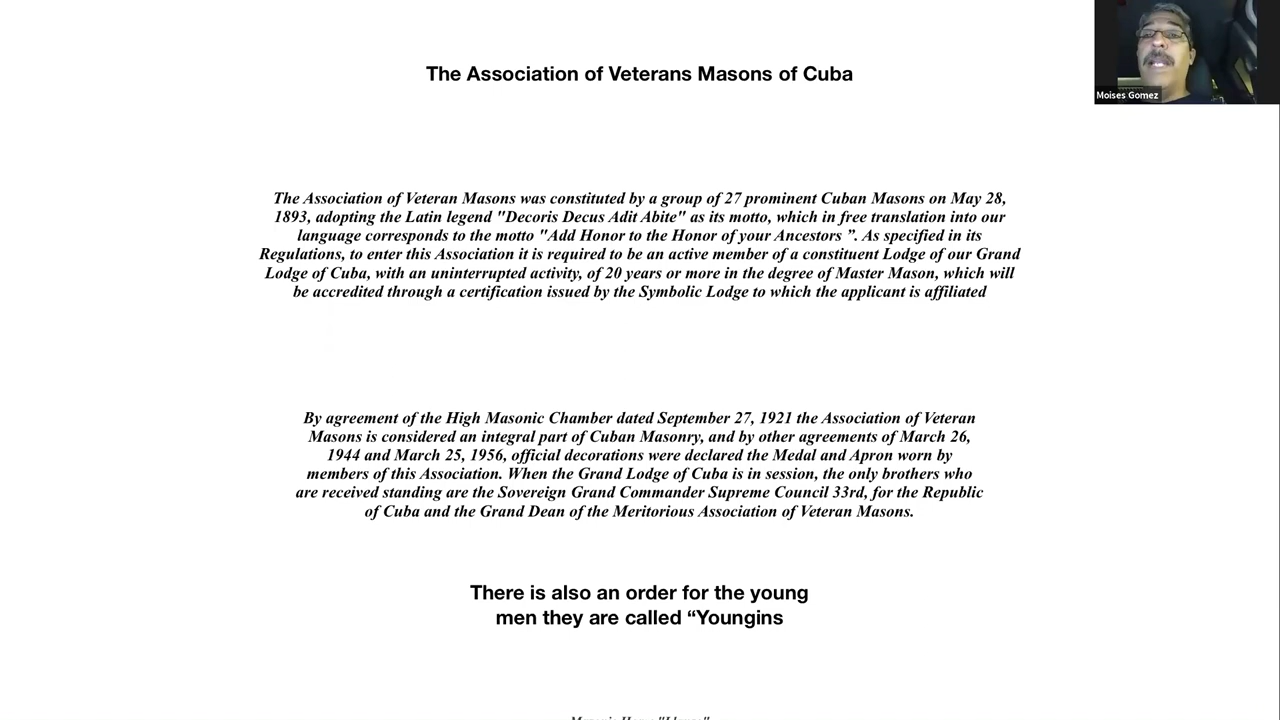 The Association of Veterans Masons of Cuba
Moises Gomez
The Association of Veteran Masons was constituted by a group of 27 prominent Cuban Masons on May 28,
1893, adopting the Latin legend "Decoris Decus Adit Abite" as its motto, which in free translation into our
language corresponds to the motto "Add Honor to the Honor of your Ancestors ”. As specified in its
Regulations, to enter this Association it is required to be an active member of a constituent Lodge of our Grand
Lodge of Cuba, with an uninterrupted activity, of 20 years or more in the degree of Master Mason, which will
be accredited through a certification issued by the Symbolic Lodge to which the applicant is affiliated
By agreement of the High Masonic Chamber dated September 27, 1921 the Association of Veteran
Masons is considered an integral part of Cuban Masonry, and by other agreements of March 26,
1944 and March 25, 1956, official decorations were declared the Medal and Apron worn by
members of this Association. When the Grand Lodge of Cuba is in session, the only brothers who
are received standing are the Sovereign Grand Commander Supreme Council 33rd, for the Republic
of Cuba and the Grand Dean of the Meritorious Association of Veteran Masons.
There is also an order for the young
men they are called “Youngins